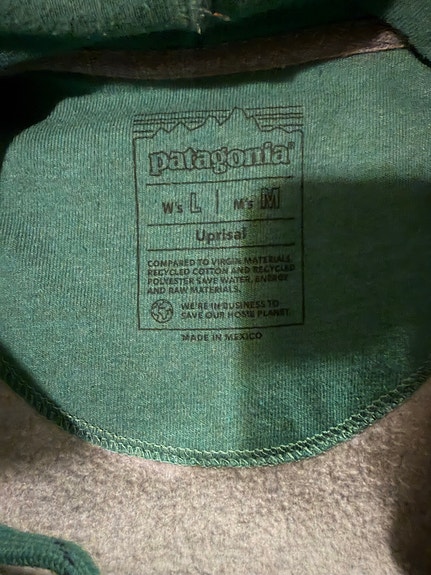 patagonia®
W's L | M's M
Uprisal
COMPARED TO VIRGIN MATERIALS,
RECYCLED COTTON AND RECYCLED
POLYESTER SAVE WATER, ENERGY
AND RAW MATERIALS.
WE'RE IN BUSINESS TO
SAVE OUR HOME PLANET.
MADE IN MEXICO